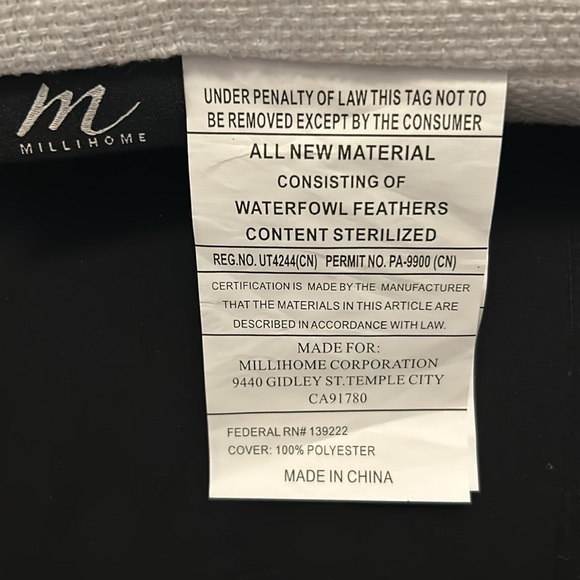 m
MILLIHOME
UNDER PENALTY OF LAW THIS TAG NOT TO
BE REMOVED EXCEPT BY THE CONSUMER
ALL NEW MATERIAL
CONSISTING OF
WATERFOWL FEATHERS
CONTENT STERILIZED
REG.NO. UT4244(CN) PERMIT NO. PA-9900 (CN)
CERTIFICATION IS MADE BY THE MANUFACTURER
THAT THE MATERIALS IN THIS ARTICLE ARE
DESCRIBED IN ACCORDANCE WITH LAW.
MADE FOR:
MILLIHOME CORPORATION
9440 GIDLEY ST.TEMPLE CITY
CA91780
FEDERAL RN# 139222
COVER: 100% POLYESTER
MADE IN CHINA